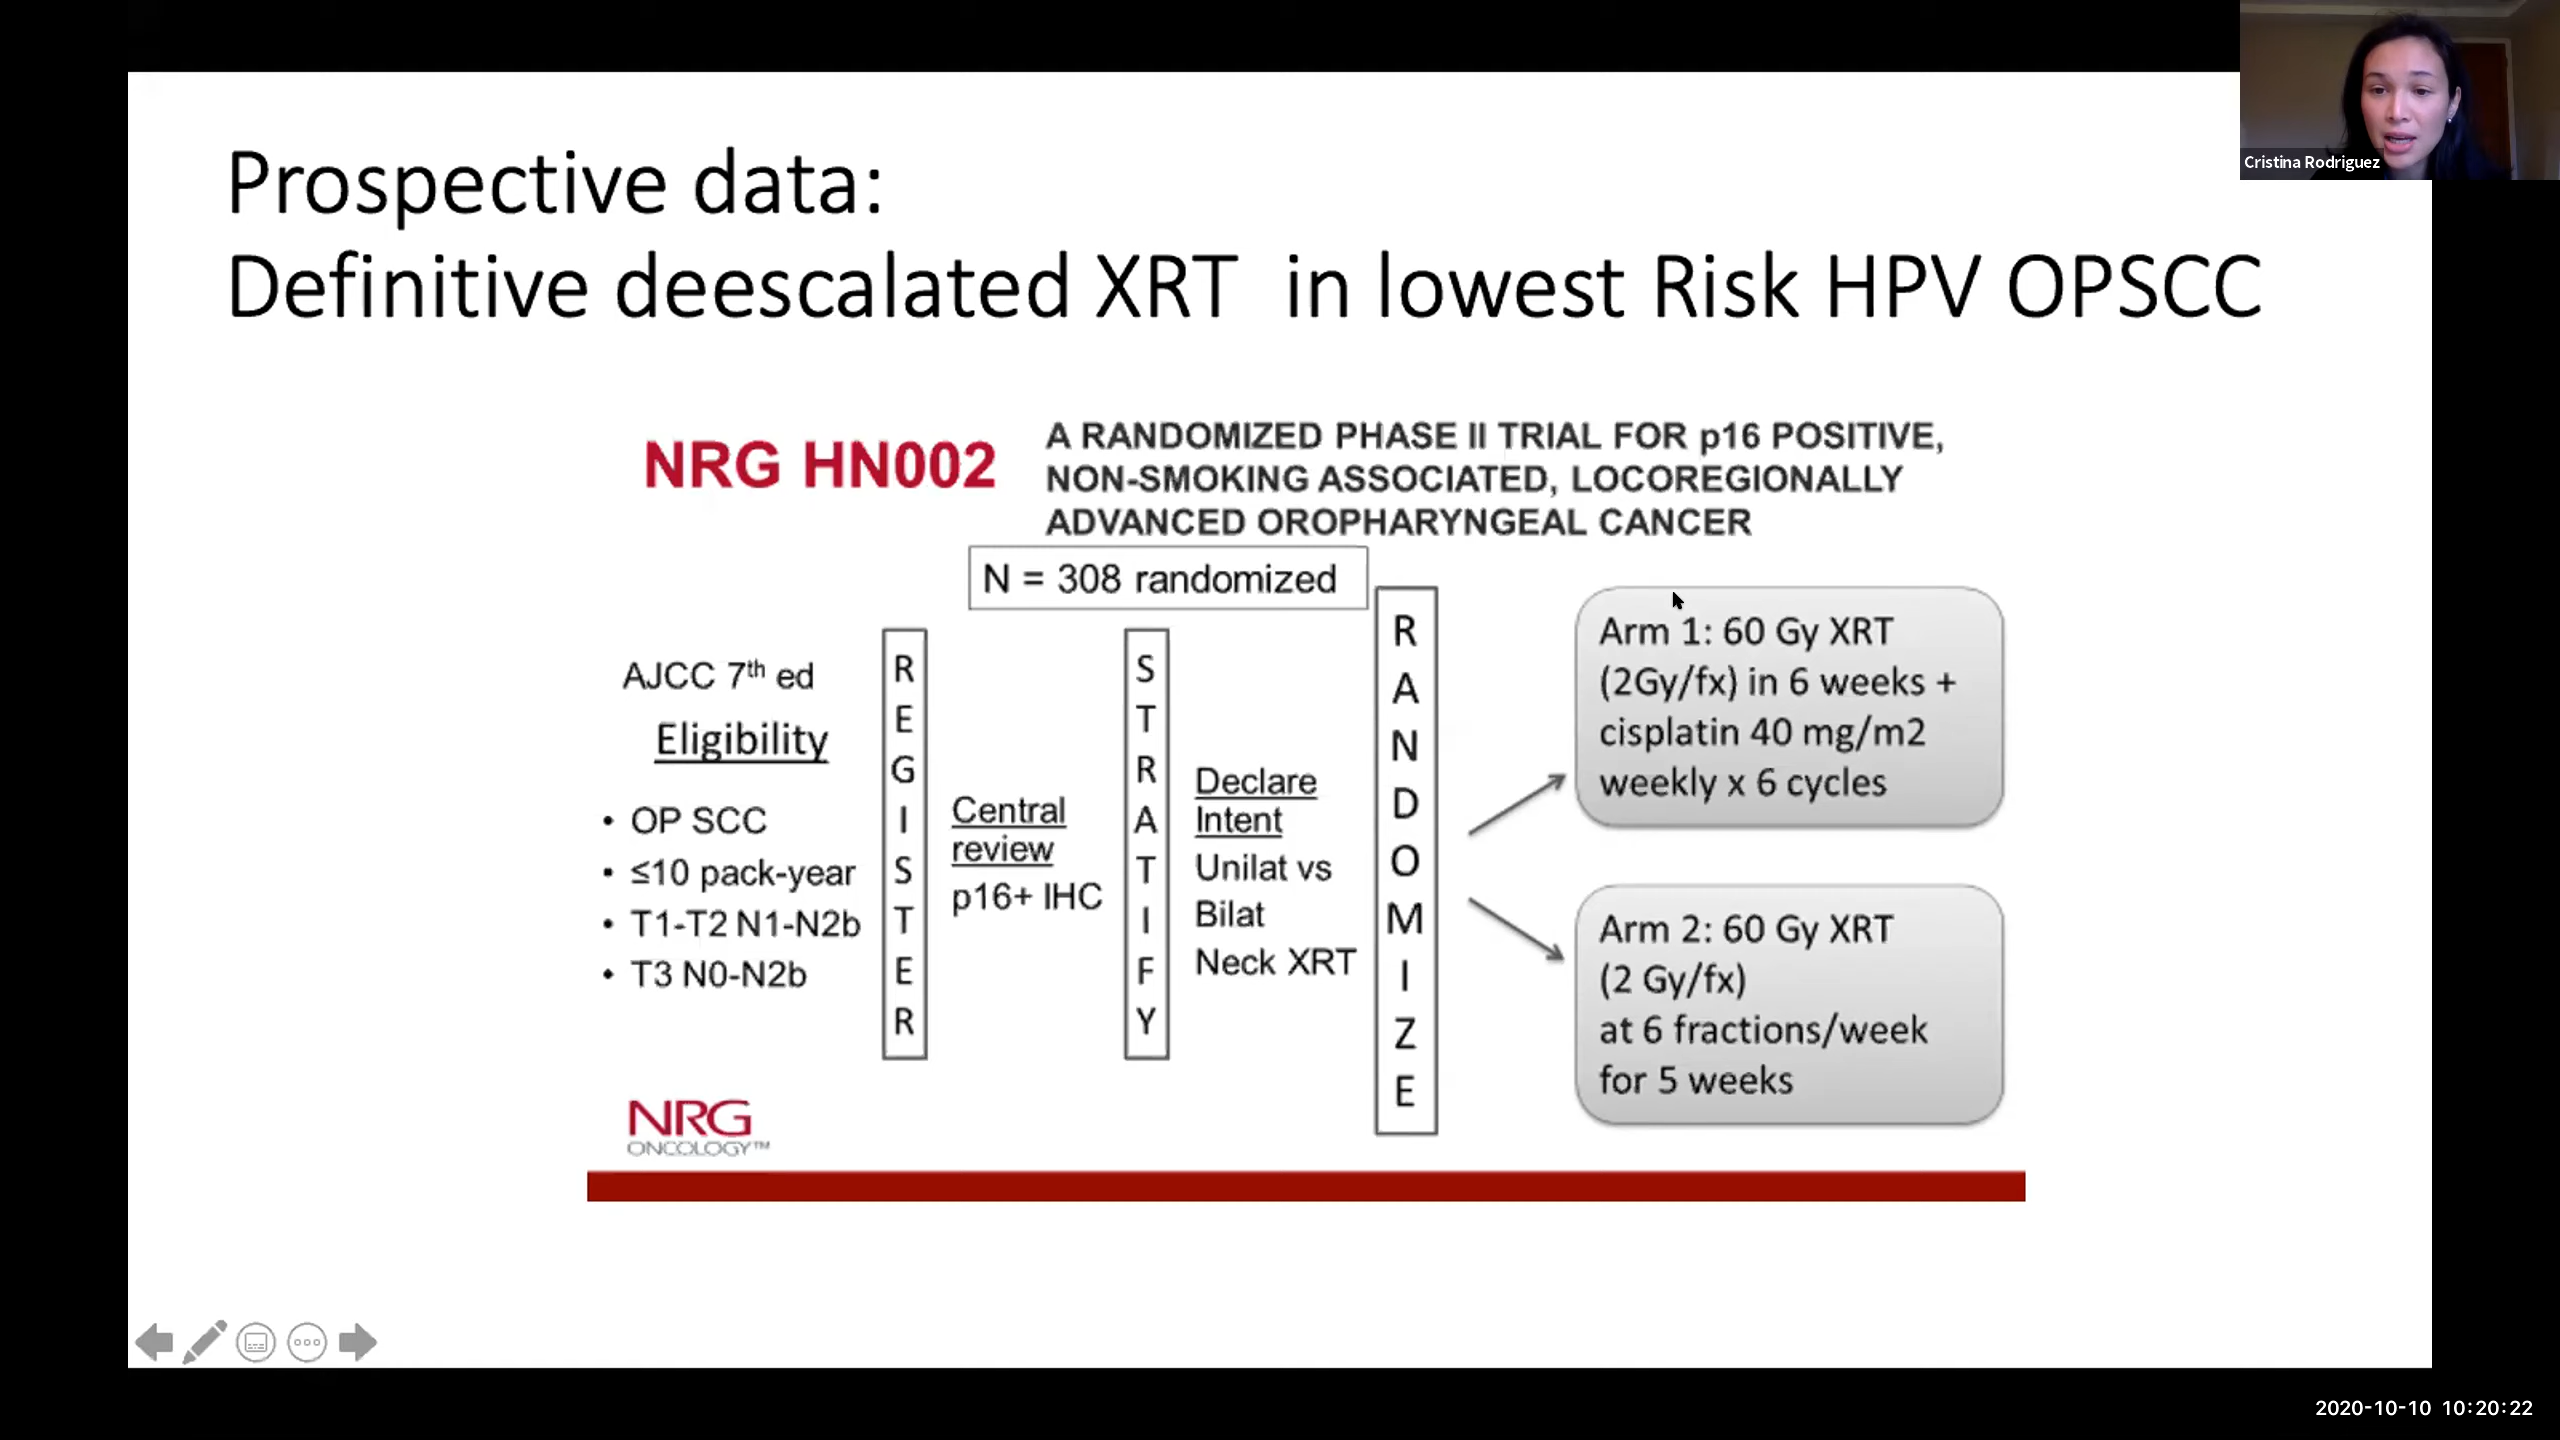 Cristina Rodriguez
Prospective data:
Definitive deescalated XRT in lowest Risk HPV OPSCC
NRG HN002
A RANDOMIZED PHASE II TRIAL FOR p16 POSITIVE,
NON-SMOKING ASSOCIATED, LOCOREGIONALLY
ADVANCED OROPHARYNGEAL CANCER
N = 308 randomized
AJCC 7th ed
Eligibility
• OP SCC
• ≤10 pack-year
• T1-T2 N1-N2b
• T3 N0-N2b
REGISTER
Central
review
p16+ IHC
STRATIFY
Declare
Intent
Unilat vs
Bilat
Neck XRT
RANDOMIZE
Arm 1: 60 Gy XRT
(2Gy/fx) in 6 weeks +
cisplatin 40 mg/m2
weekly x 6 cycles
Arm 2: 60 Gy XRT
(2 Gy/fx)
at 6 fractions/week
for 5 weeks
NRG
ONCOLOGY™
2020-10-10 10:20:22